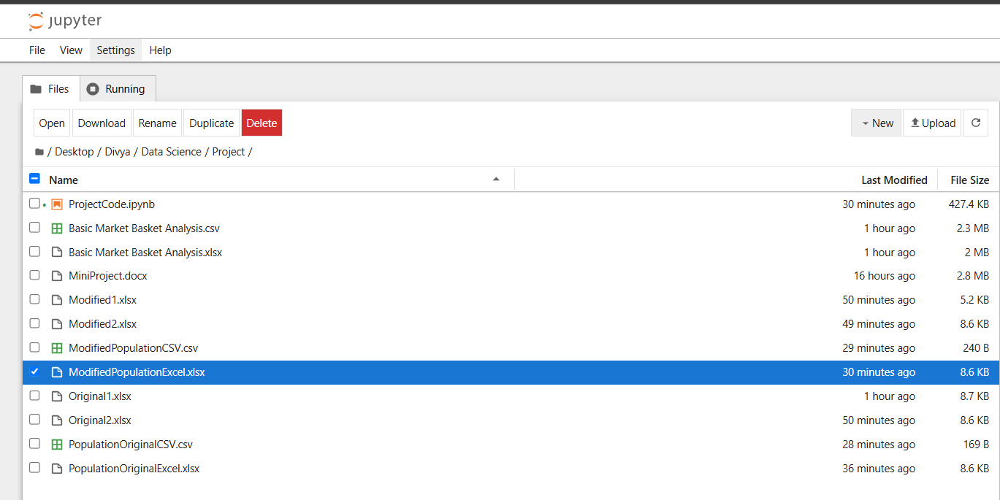 jupyter
File View Settings Help
Files Running
Open Download Rename Duplicate Delete New Upload
/ Desktop / Divya / Data Science / Project /
Name Last Modified File Size
ProjectCode.ipynb 30 minutes ago 427.4 KB
Basic Market Basket Analysis.csv 1 hour ago 2.3 MB
Basic Market Basket Analysis.xlsx 1 hour ago 2 MB
MiniProject.docx 16 hours ago 2.8 MB
Modified1.xlsx 50 minutes ago 5.2 KB
Modified2.xlsx 49 minutes ago 8.6 KB
ModifiedPopulationCSV.csv 29 minutes ago 240 B
ModifiedPopulationExcel.xlsx 30 minutes ago 8.6 KB
Original1.xlsx 1 hour ago 8.7 KB
Original2.xlsx 50 minutes ago 8.6 KB
PopulationOriginalCSV.csv 28 minutes ago 169 B
PopulationOriginalExcel.xlsx 36 minutes ago 8.6 KB